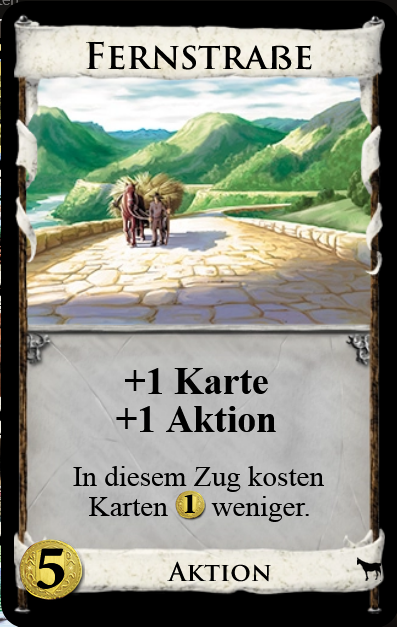 FERNSTRAßE
+1 Karte
+1 Aktion
In diesem Zug kosten
Karten 1 weniger.
5
AKTION